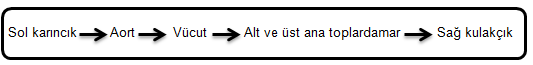 Sol karıncık Aort Vücut Alt ve üst ana toplardamar Sağ kulakçık